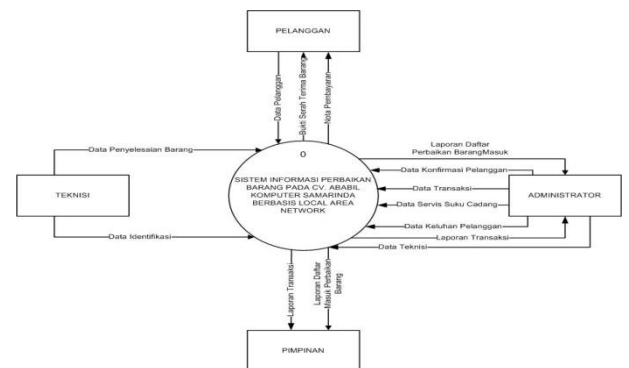 PELANGGAN
Data Pelanggan
Bukti Serah Terima Barang
Nota Pembayaran
0
SISTEM INFORMASI PERBAIKAN
BARANG PADA CV. ABABIL
KOMPUTER SAMARINDA
BERBASIS LOCAL AREA
NETWORK
Data Penyelesaian Barang
TEKNISI
Data Identifikasi
Laporan Daftar
Perbaikan BarangMasuk
Data Konfirmasi Pelanggan
Data Transaksi
ADMINISTRATOR
Data Servis Suku Cadang
Data Keluhan Pelanggan
Laporan Transaksi
Data Teknisi
Laporan Transaksi
Laporan Daftar
Masuk Perbaikan
Barang
PIMPINAN